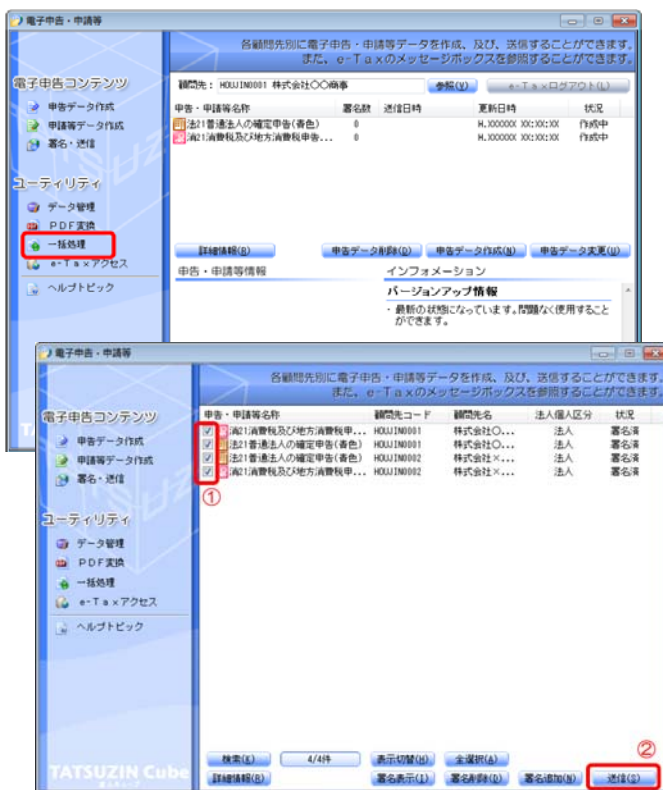 電子申告・申請等
各顧問先別に電子申告・申請等データを作成、及び、送信することができます。
また、e-Taxのメッセージボックスを参照することができます。
電子申告コンテンツ
申告データ作成
申請等データ作成
署名・送信
ユーティリティ
データ管理
PDF変換
一括処理
e-Taxアクセス
ヘルプトピック
顧問先: HOUJIN0001 株式会社〇〇商事
参照(V)
e-Taxログアウト(L)
申告・申請等名称 署名数 送信日時 更新日時 状況
法21普通法人の確定申告(青色) 0 H.XXXXXX XX:XX:XX 作成中
消21消費税及び地方消費税申告... 0 H.XXXXXX XX:XX:XX 作成中
詳細情報(R) 申告データ削除(D) 申告データ作成(N) 申告データ変更(U)
申告・申請等情報
インフォメーション
バージョンアップ情報
・最新の状態になっています。問題なく使用すること
ができます。
電子申告・申請等
各顧問先別に電子申告・申請等データを作成、及び、送信することができます。
また、e-Taxのメッセージボックスを参照することができます。
電子申告コンテンツ
申告データ作成
申請等データ作成
署名・送信
ユーティリティ
データ管理
PDF変換
一括処理
e-Taxアクセス
ヘルプトピック
申告・申請等名称 顧問先コード 顧問先名 法人個人区分 状況
消21消費税及び地方消費税申... HOUJIN0001 株式会社〇... 法人 署名済
法21普通法人の確定申告(青色) HOUJIN0001 株式会社〇... 法人 署名済
法21普通法人の確定申告(青色) HOUJIN0002 株式会社×... 法人 署名済
消21消費税及び地方消費税申... HOUJIN0002 株式会社×... 法人 署名済
①
②
検索(K) 4/4件 表示切替(H) 全選択(A)
詳細情報(R) 署名表示(I) 署名削除(D) 署名追加(N) 送信(S)
TATSUZIN Cube